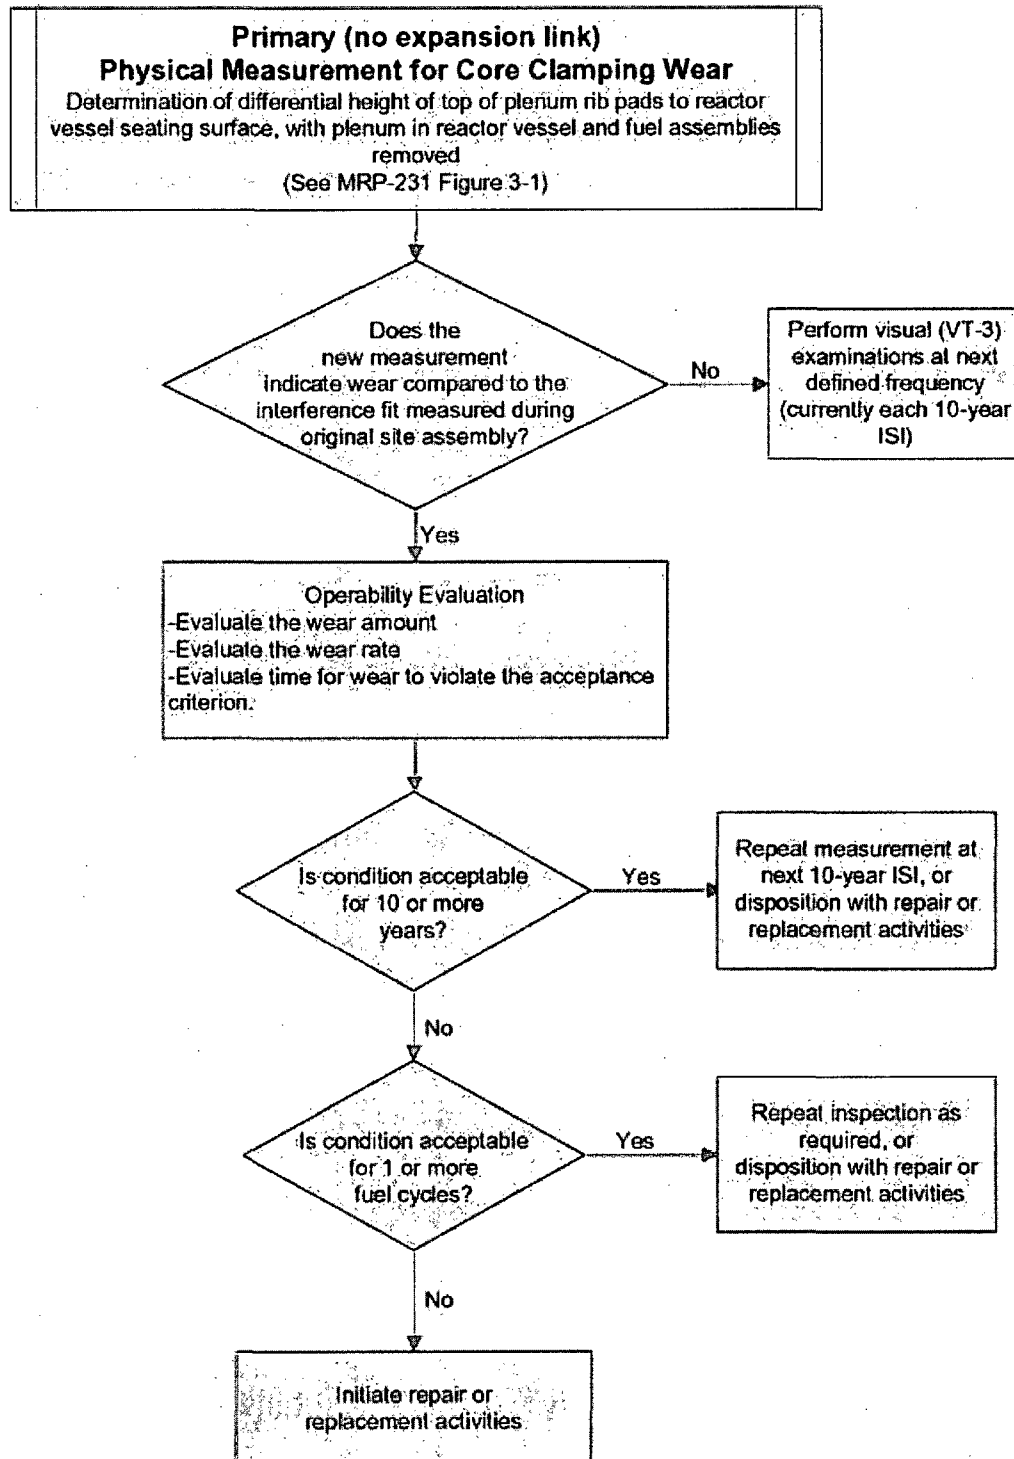 Primary (no expansion link)
Physical Measurement for Core Clamping Wear
Determination of differential height of top of plenum rib pads to reactor
vessel seating surface, with plenum in reactor vessel and fuel assemblies
removed
(See MRP-231 Figure 3-1)
Does the
new measurement
indicate wear compared to the
interference fit measured during
original site assembly?
No
Perform visual (VT-3)
examinations at next
defined frequency
(currently each 10-year
ISI)
Yes
Operability Evaluation
-Evaluate the wear amount
-Evaluate the wear rate
-Evaluate time for wear to violate the acceptance
criterion.
Is condition acceptable
for 10 or more
years?
Yes
Repeat measurement at
next 10-year ISI, or
disposition with repair or
replacement activities
No
Is condition acceptable
for 1 or more
fuel cycles?
Yes
Repeat inspection as
required, or
disposition with repair or
replacement activities
No
Initiate repair or
replacement activities